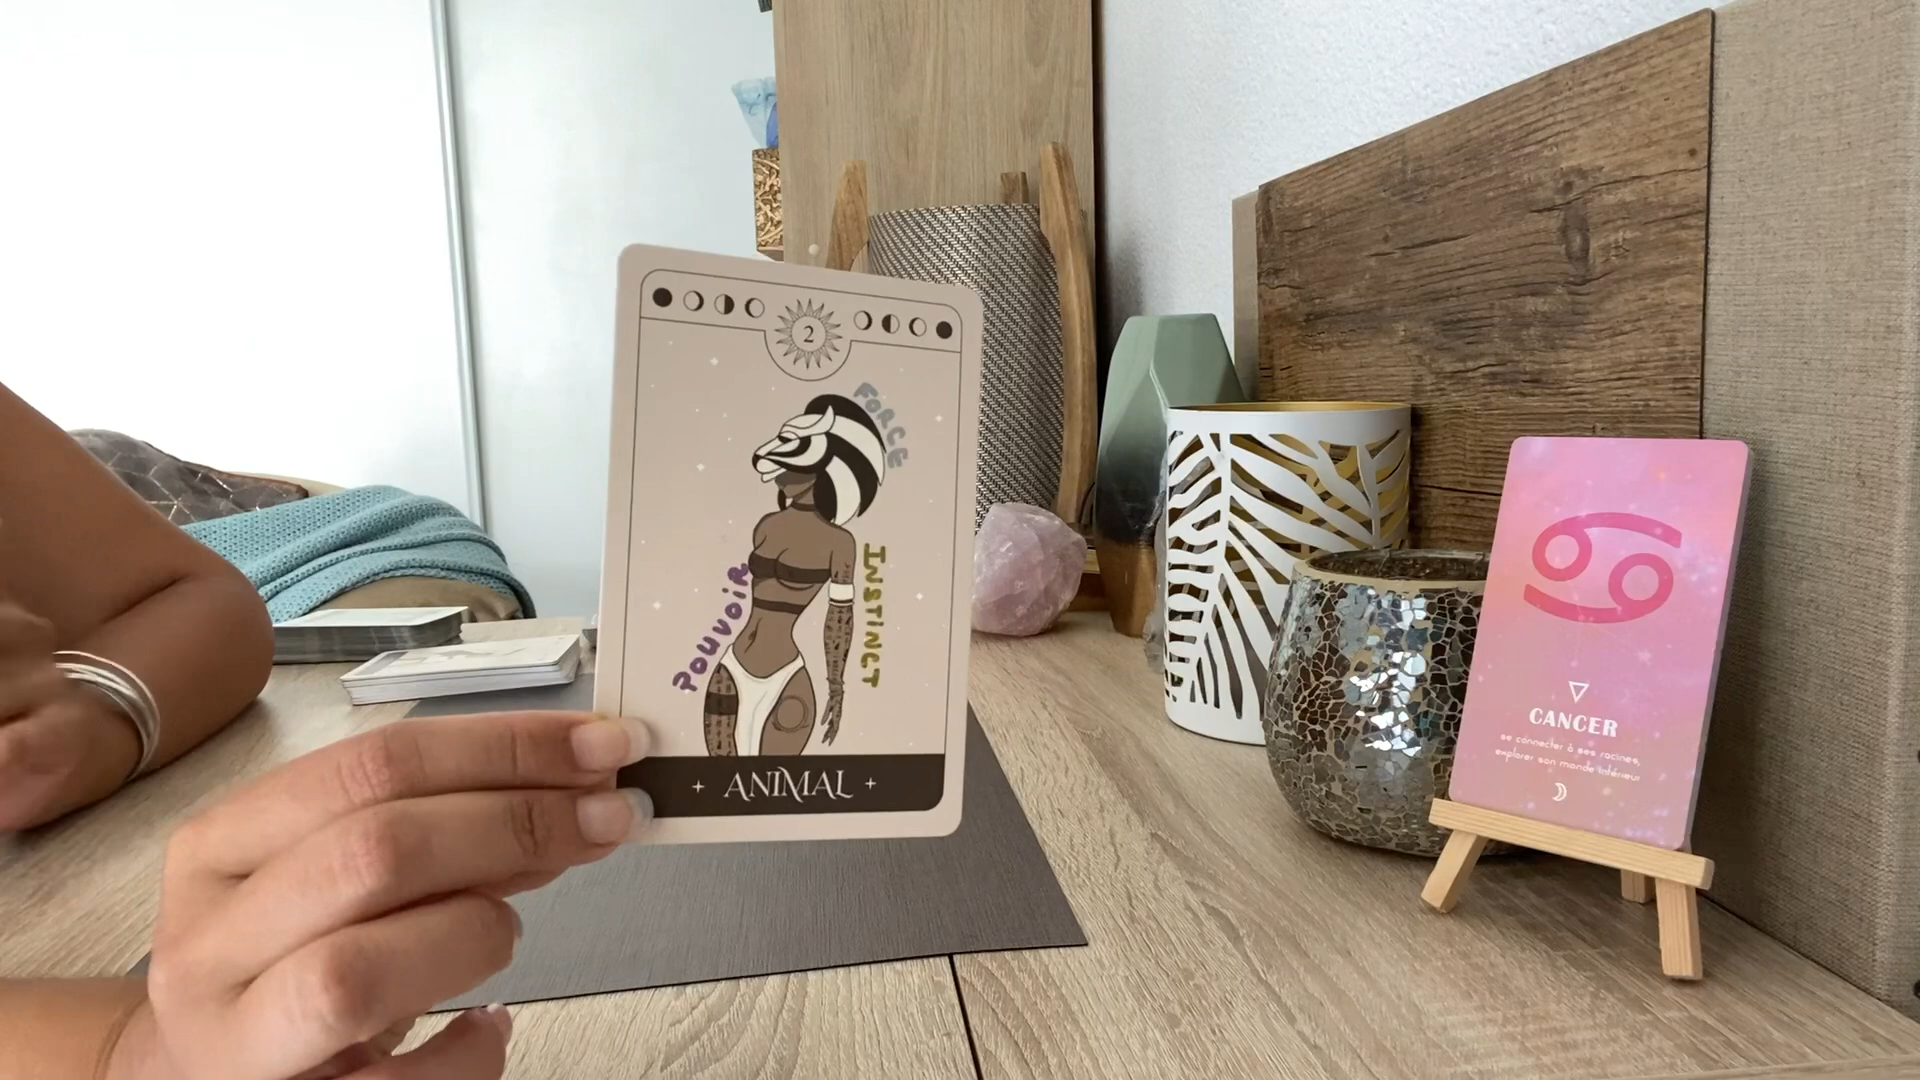 2
FORCE
INSTINCT
POUVOIR
+ ANIMAL +
CANCER
se connecter à ses racines,
explorer son monde intérieur